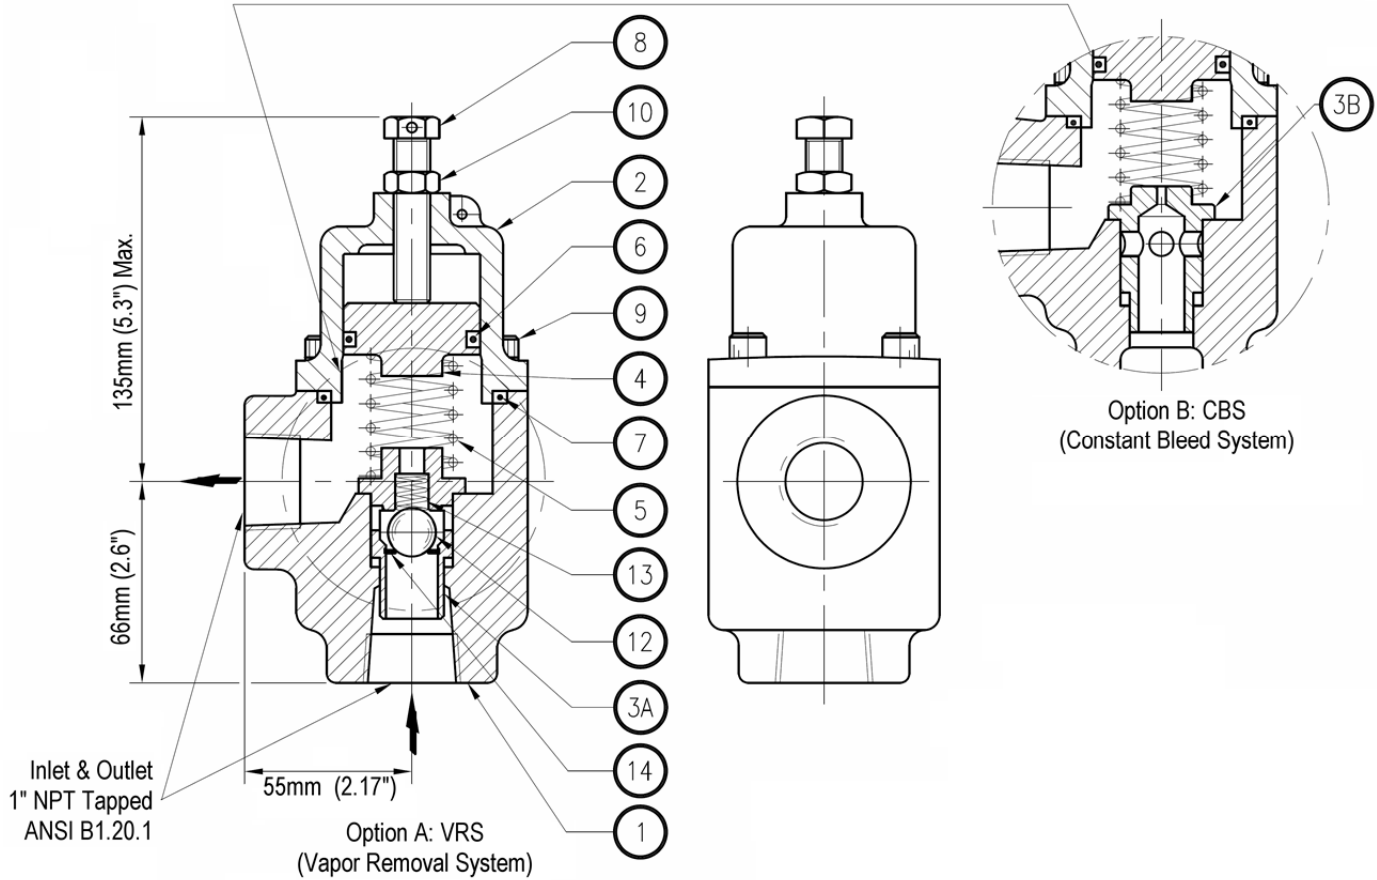 8
10
2
6
9
4
7
5
13
12
3A
14
1
3B
135mm (5.3") Max.
66mm (2.6")
55mm (2.17")
Inlet & Outlet
1" NPT Tapped
ANSI B1.20.1
Option A: VRS
(Vapor Removal System)
Option B: CBS
(Constant Bleed System)